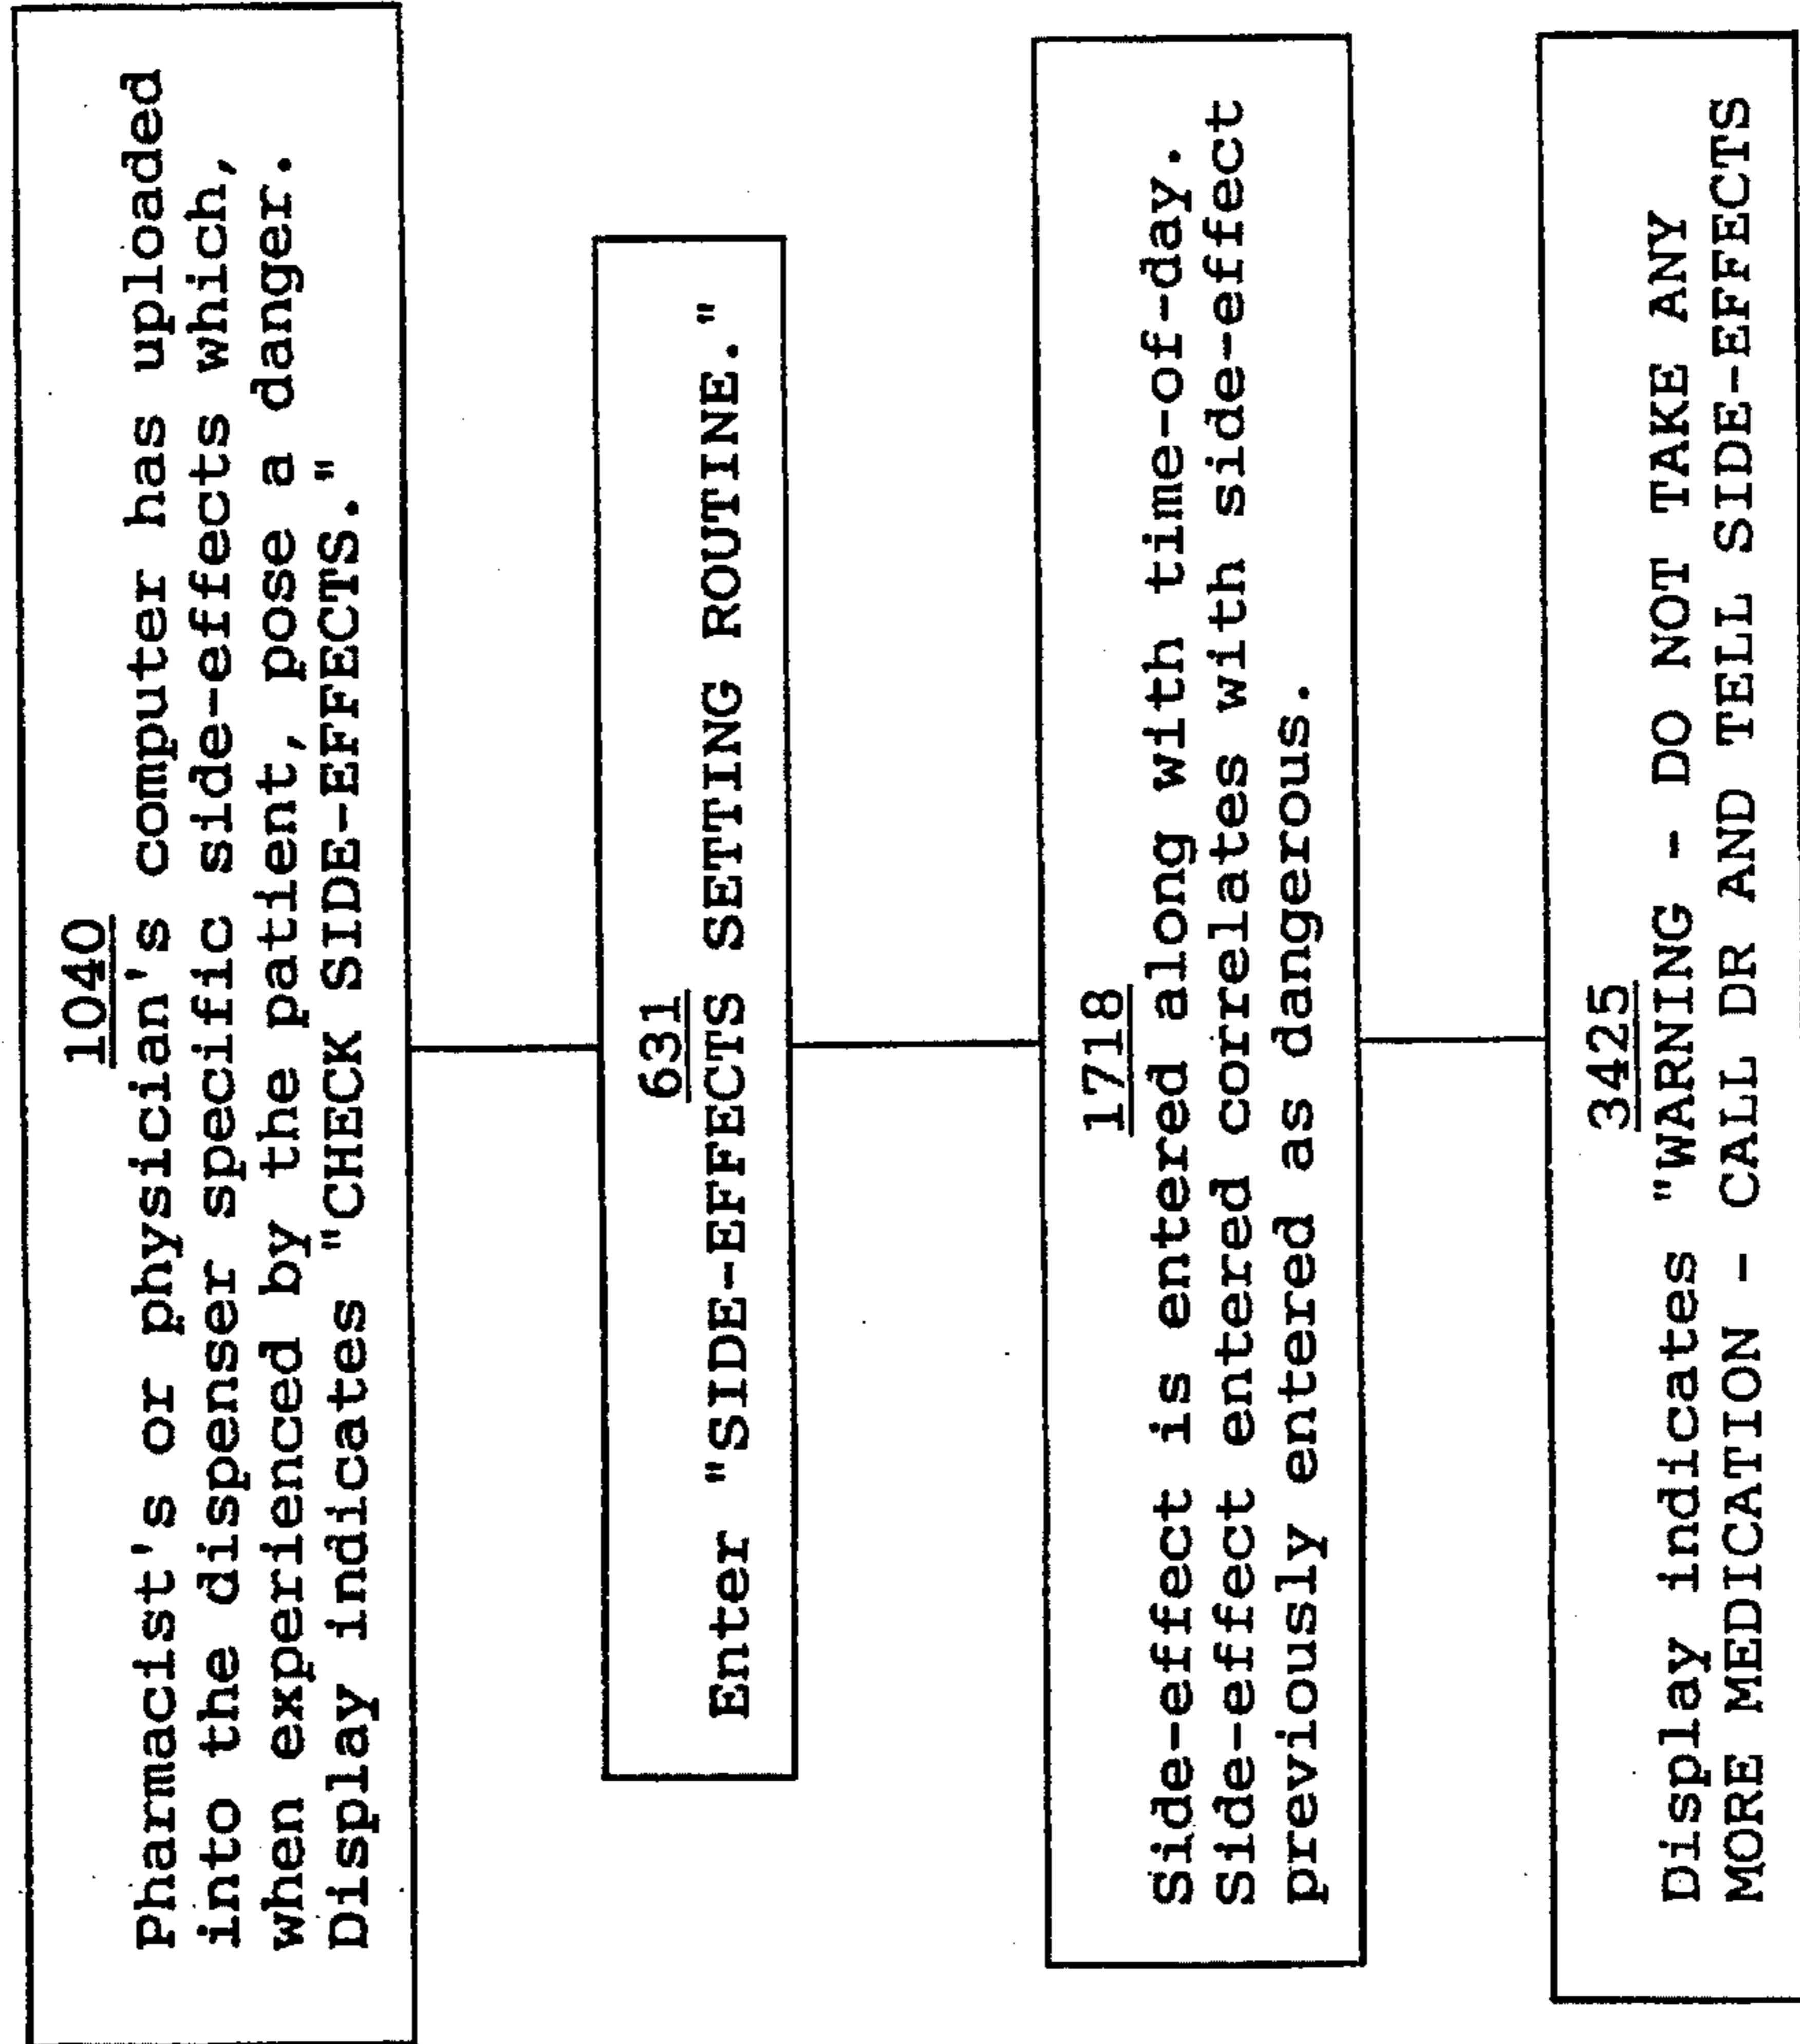 1040
Pharmacist's or physician's computer has uploaded
into the dispenser specific side-effects which,
when experienced by the patient, pose a danger.
Display indicates "CHECK SIDE-EFFECTS."
631
Enter "SIDE-EFFECTS SETTING ROUTINE."
1718
Side-effect is entered along with time-of-day.
Side-effect entered correlates with side-effect
previously entered as dangerous.
3425
Display indicates "WARNING - DO NOT TAKE ANY
MORE MEDICATION - CALL DR AND TELL SIDE-EFFECTS